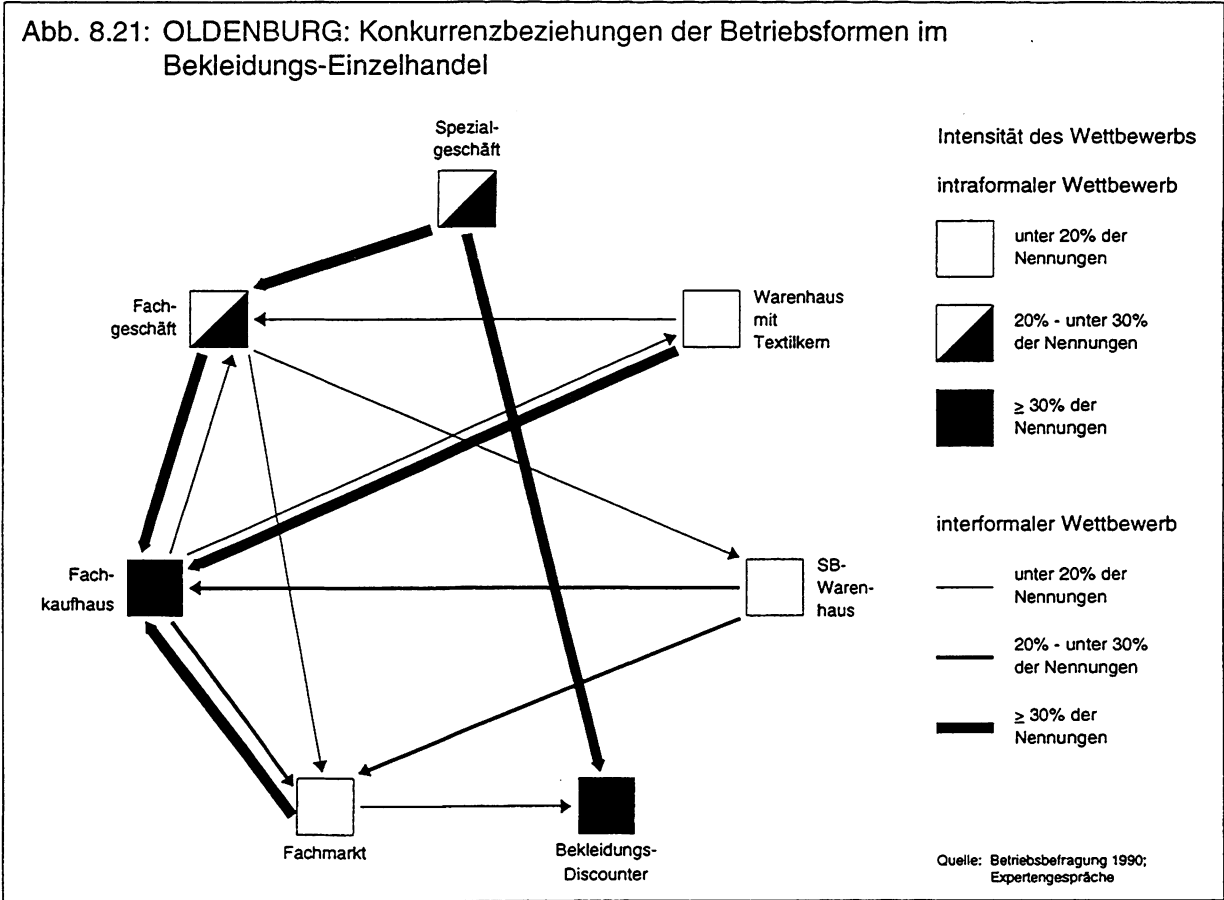 Abb. 8.21: OLDENBURG: Konkurrenzbeziehungen der Betriebsformen im
Bekleidungs-Einzelhandel
Spezial-
geschäft
Fach-
geschäft
Warenhaus
mit
Textilkern
Fach-
kaufhaus
SB-
Waren-
haus
Fachmarkt
Bekleidungs-
Discounter
Intensität des Wettbewerbs
intraformaler Wettbewerb
unter 20% der
Nennungen
20% - unter 30%
der Nennungen
≥ 30% der
Nennungen
interformaler Wettbewerb
unter 20% der
Nennungen
20% - unter 30%
der Nennungen
≥ 30% der
Nennungen
Quelle: Betriebsbefragung 1990;
Expertengespräche